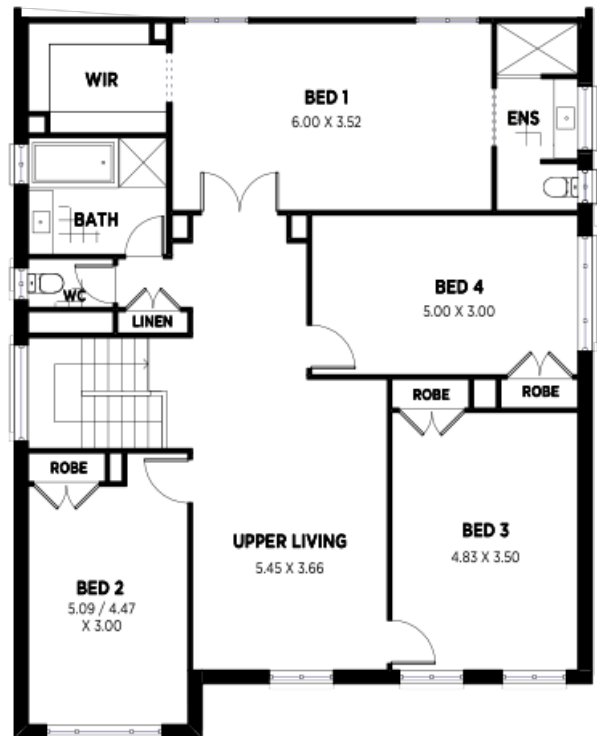 WIR
BED 1
6.00 X 3.52
ENS
BATH
WC
LINEN
BED 4
5.00 X 3.00
ROBE
ROBE
ROBE
BED 3
4.83 X 3.50
UPPER LIVING
5.45 X 3.66
BED 2
5.09 / 4.47
X 3.00